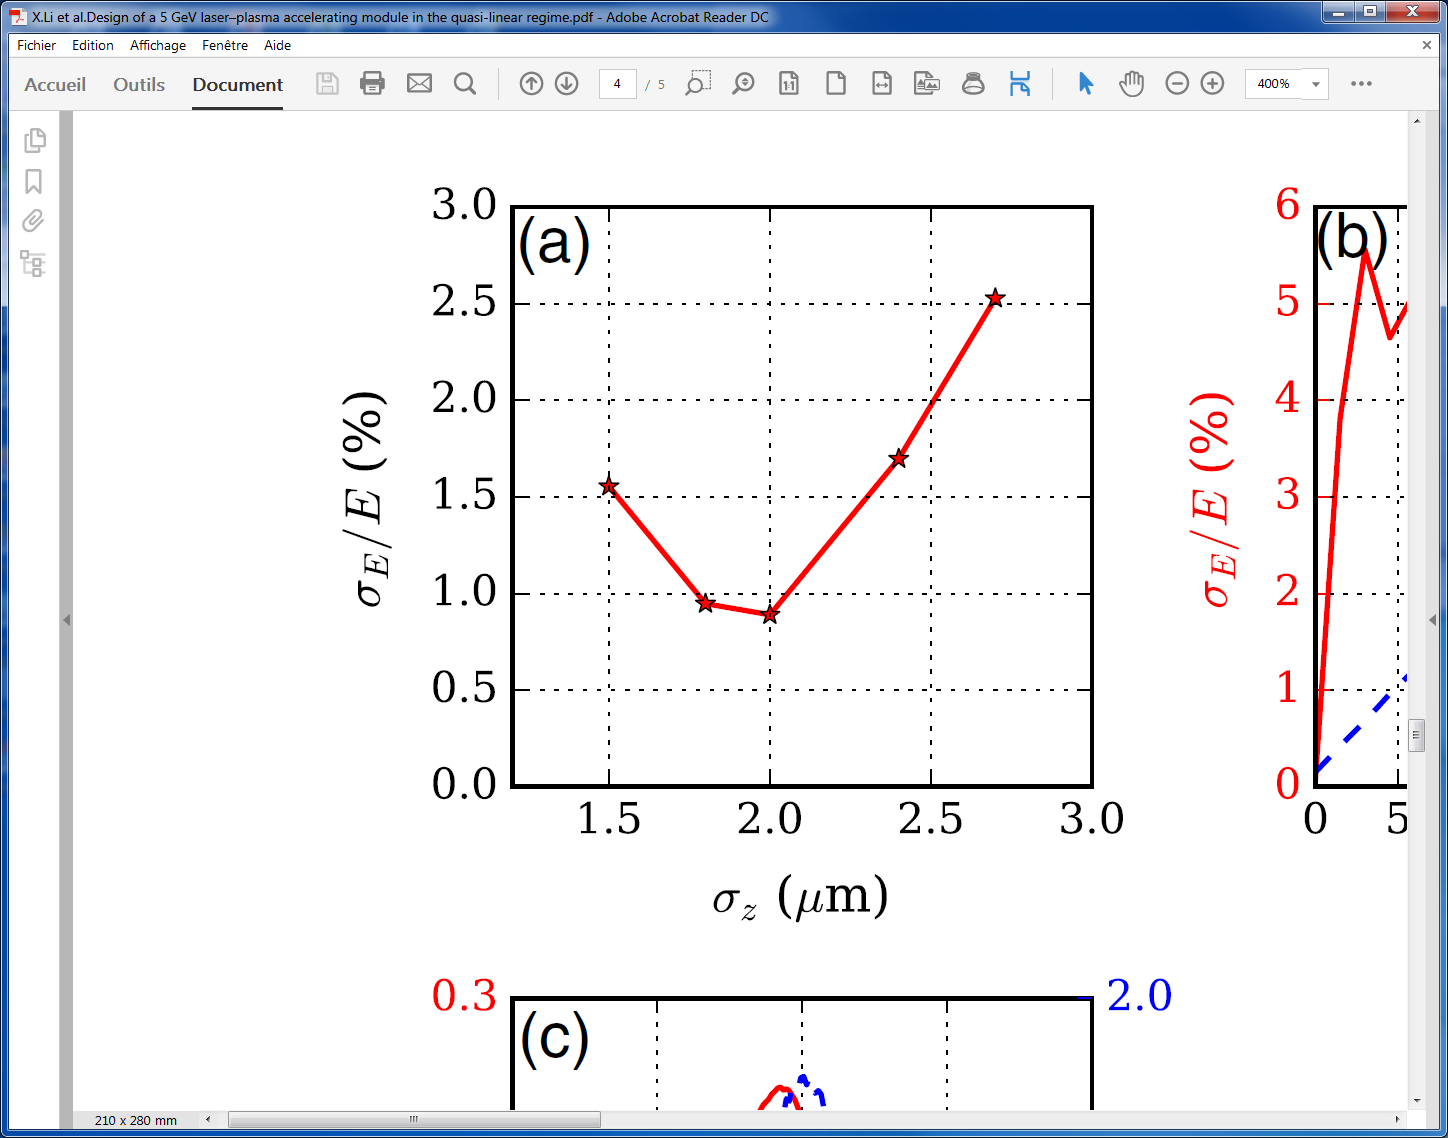 X.Li et al.Design of a 5 GeV laser–plasma accelerating module in the quasi-linear regime.pdf - Adobe Acrobat Reader DC
Fichier Edition Affichage Fenêtre Aide
Accueil Outils Document 4 / 5 400%
3.0
(a)
2.5
2.0
1.5
1.0
0.5
0.0
σE/E (%)
1.5 2.0 2.5 3.0
σz (μm)
6
(b)
5
4
3
2
1
0
σE/E (%)
0 5
0.3
(c)
2.0
210 x 280 mm